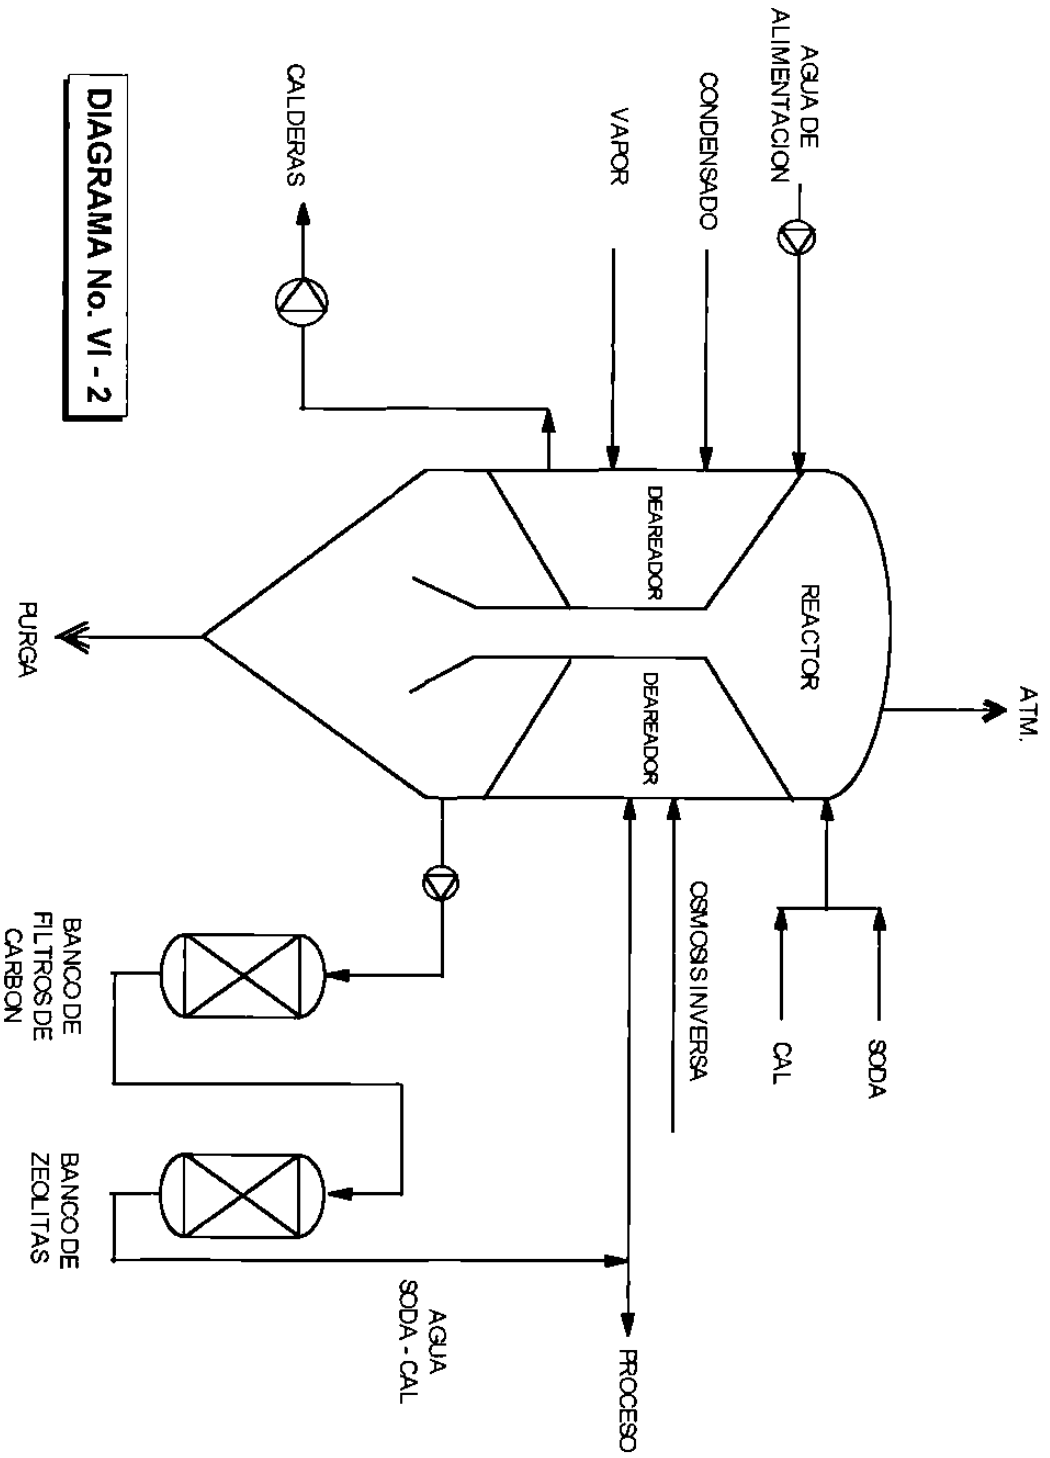 ATM.
AGUA DE
ALIMENTACION
CONDENSADO
VAPOR
CALDERAS
REACTOR
DEAREADOR
DEAREADOR
SODA
CAL
OSMOSIS INVERSA
PROCESO
AGUA
SODA - CAL
BANCO DE
FILTROS DE
CARBON
BANCO DE
ZEOLITAS
PURGA
DIAGRAMA No. VI - 2